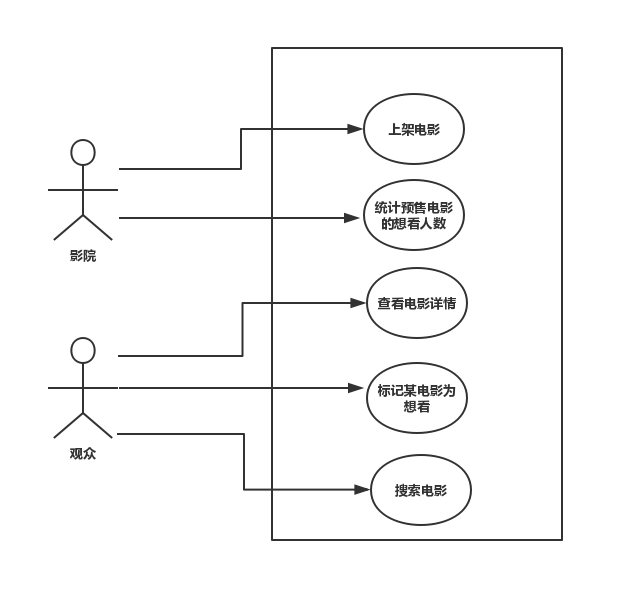 上架电影
统计预售电影
的想看人数
影院
查看电影详情
标记某电影为
想看
观众
搜索电影